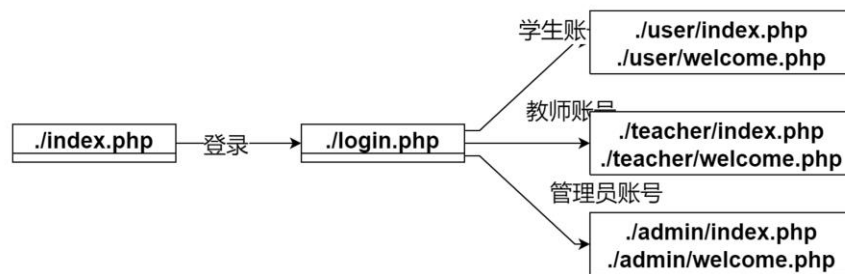 ./index.php
登录
./login.php
学生账
./user/index.php
./user/welcome.php
教师账号
./teacher/index.php
./teacher/welcome.php
管理员账号
./admin/index.php
./admin/welcome.php